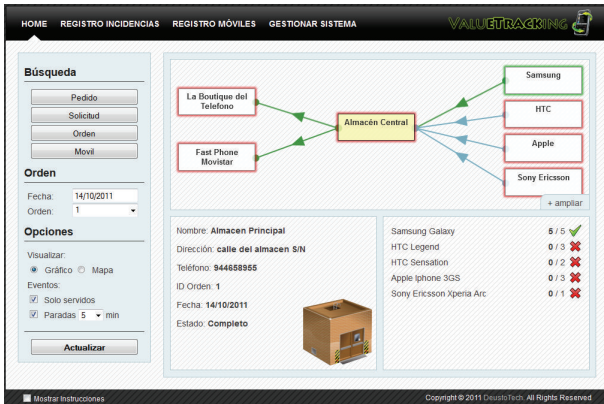 HOME REGISTRO INCIDENCIAS REGISTRO MÓVILES GESTIONAR SISTEMA
VALUETRACKING
Búsqueda
Pedido
Solicitud
Orden
Movil
Orden
Fecha: 14/10/2011
Orden: 1
Opciones
Visualizar:
Gráfico Mapa
Eventos:
Solo servidos
Paradas 5 min
Actualizar
La Boutique del
Telefono
Fast Phone
Movistar
Almacén Central
Samsung
HTC
Apple
Sony Ericsson
+ ampliar
Nombre: Almacen Principal
Dirección: calle del almacen S/N
Teléfono: 944658955
ID Orden: 1
Fecha: 14/10/2011
Estado: Completo
Samsung Galaxy 5 / 5
HTC Legend 0 / 3
HTC Sensation 0 / 2
Apple Iphone 3GS 0 / 3
Sony Ericsson Xperia Arc 0 / 1
Mostrar Instrucciones
Copyright © 2011 DeustoTech. All Rights Reserved